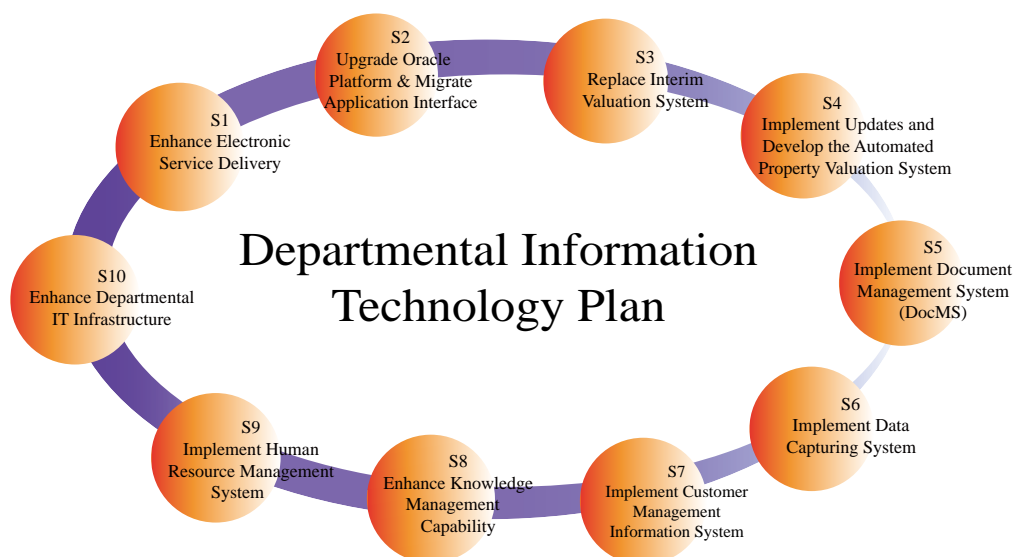 S1
Enhance Electronic
Service Delivery
S2
Upgrade Oracle
Platform & Migrate
Application Interface
S3
Replace Interim
Valuation System
S4
Implement Updates and
Develop the Automated
Property Valuation System
S5
Implement Document
Management System
(DocMS)
S6
Implement Data
Capturing System
S7
Implement Customer
Management
Information System
S8
Enhance Knowledge
Management
Capability
S9
Implement Human
Resource Management
System
S10
Enhance Departmental
IT Infrastructure
Departmental Information
Technology Plan